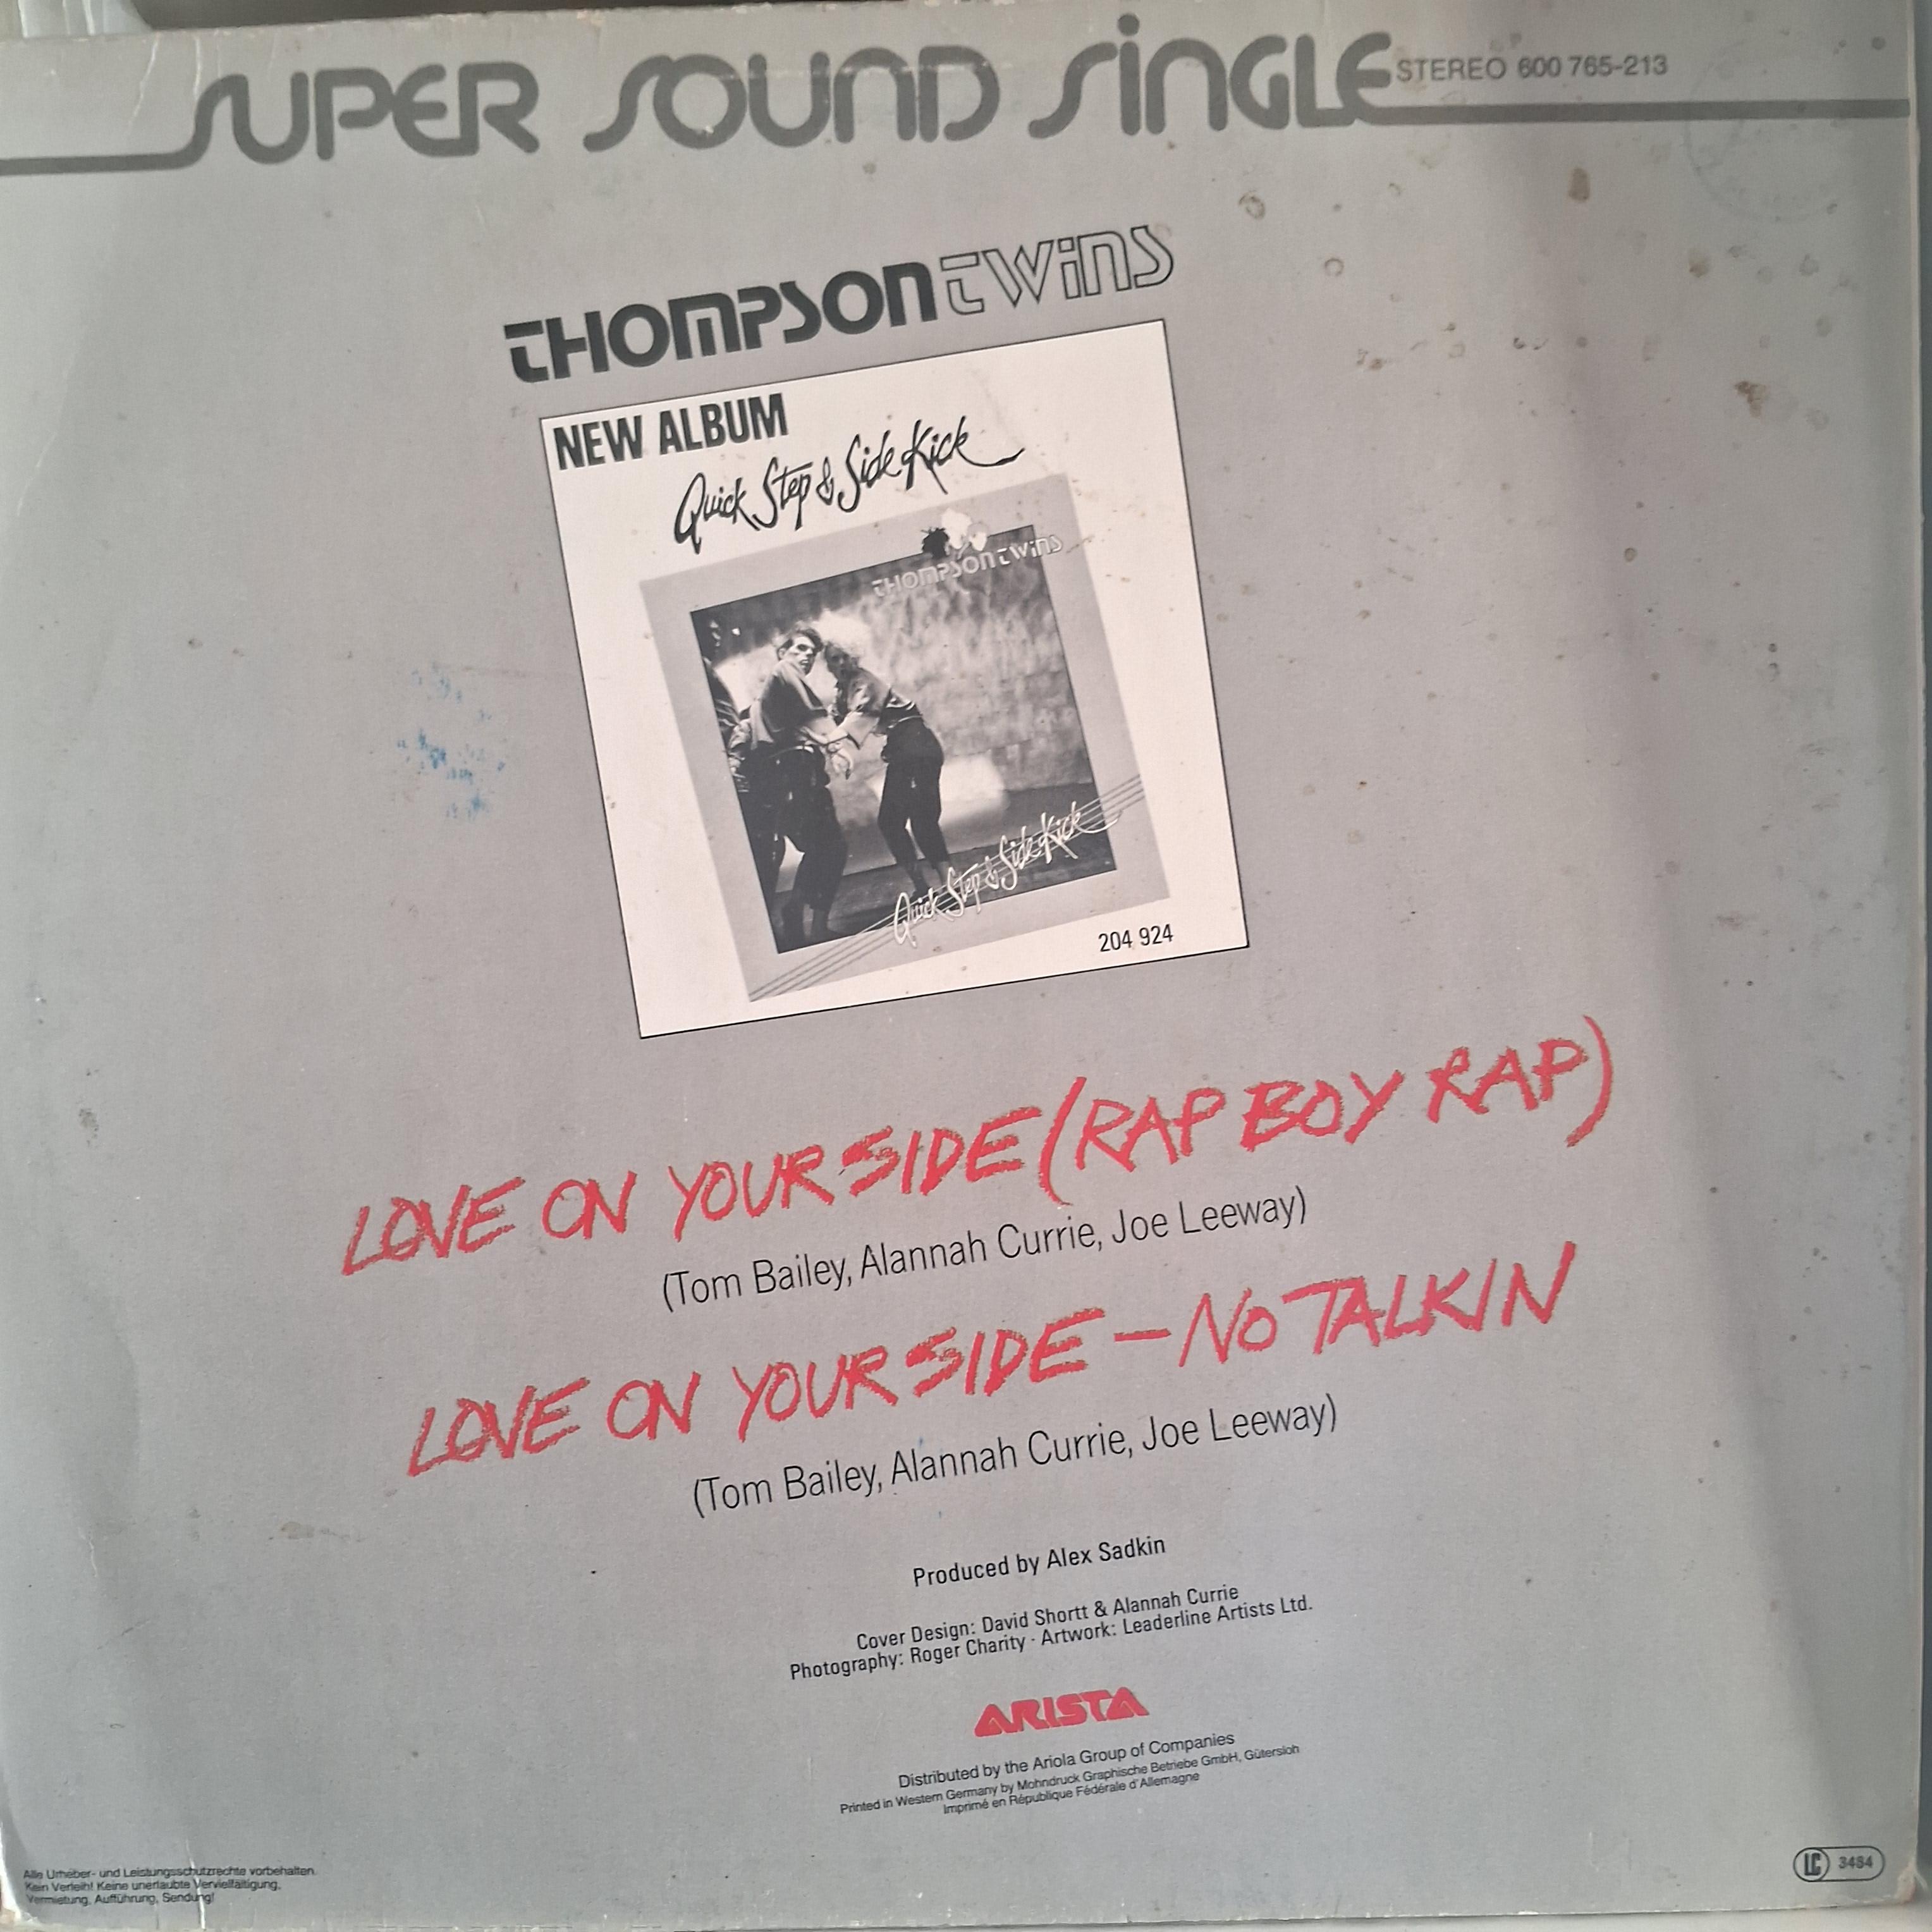 SUPER SOUND SINGLE STEREO 600 765-213
THOMPSON TWINS
NEW ALBUM
Quick Step & Side Kick
THOMPSON TWINS
Quick Step & Side Kick
204 924
LOVE ON YOUR SIDE (RAP BOY RAP)
(Tom Bailey, Alannah Currie, Joe Leeway)
LOVE ON YOUR SIDE – NO TALKIN
(Tom Bailey, Alannah Currie, Joe Leeway)
Produced by Alex Sadkin
Cover Design: David Shortt & Alannah Currie
Photography: Roger Charity · Artwork: Leaderline Artists Ltd.
ARISTA
Distributed by the Ariola Group of Companies
Printed in Western Germany by Mohndruck Graphische Betriebe GmbH, Gütersloh
Imprimé en République Fédérale d'Allemagne
Alle Urheber- und Leistungsschutzrechte vorbehalten.
Kein Verleih! Keine unerlaubte Vervielfältigung,
Vermietung, Aufführung, Sendung!
LC 3484